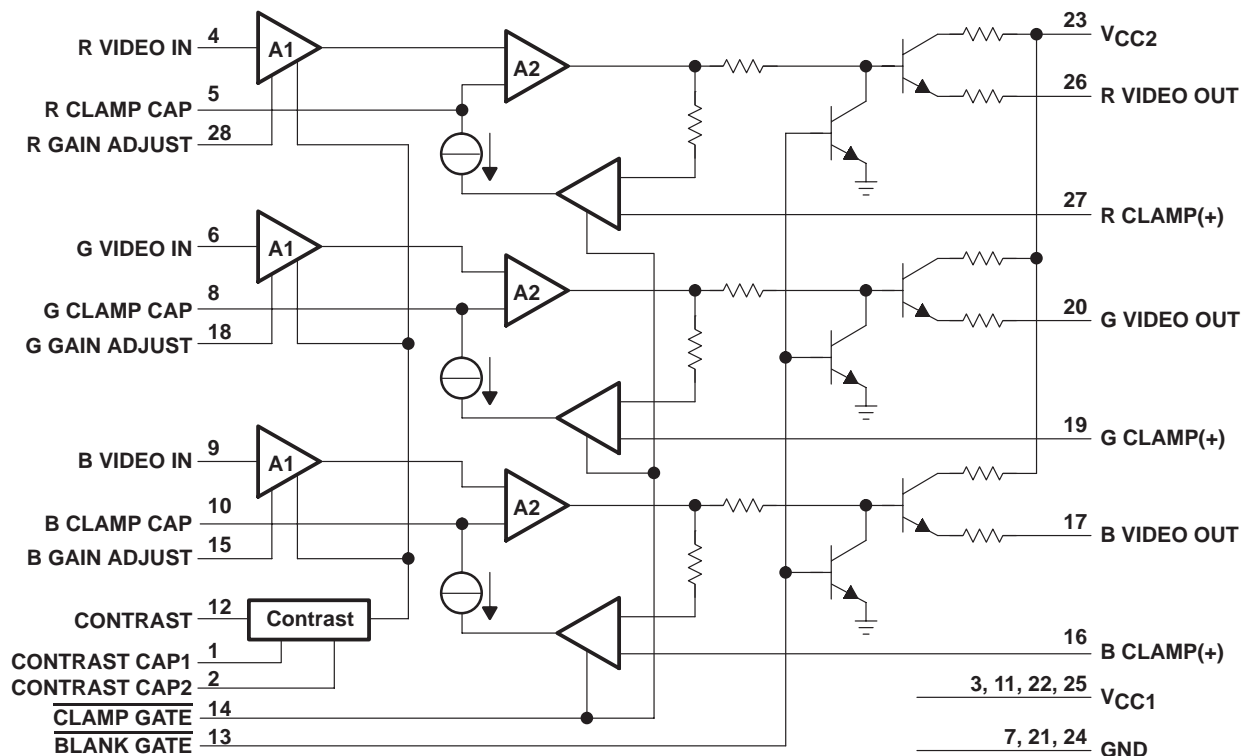 R VIDEO IN 4
R CLAMP CAP 5
R GAIN ADJUST 28
A1
A2
23 VCC2
26 R VIDEO OUT
27 R CLAMP(+)
G VIDEO IN 6
G CLAMP CAP 8
G GAIN ADJUST 18
A1
A2
20 G VIDEO OUT
19 G CLAMP(+)
B VIDEO IN 9
B CLAMP CAP 10
B GAIN ADJUST 15
A1
A2
17 B VIDEO OUT
16 B CLAMP(+)
CONTRAST 12
Contrast
CONTRAST CAP1 1
CONTRAST CAP2 2
CLAMP GATE 14
BLANK GATE 13
3, 11, 22, 25 VCC1
7, 21, 24 GND